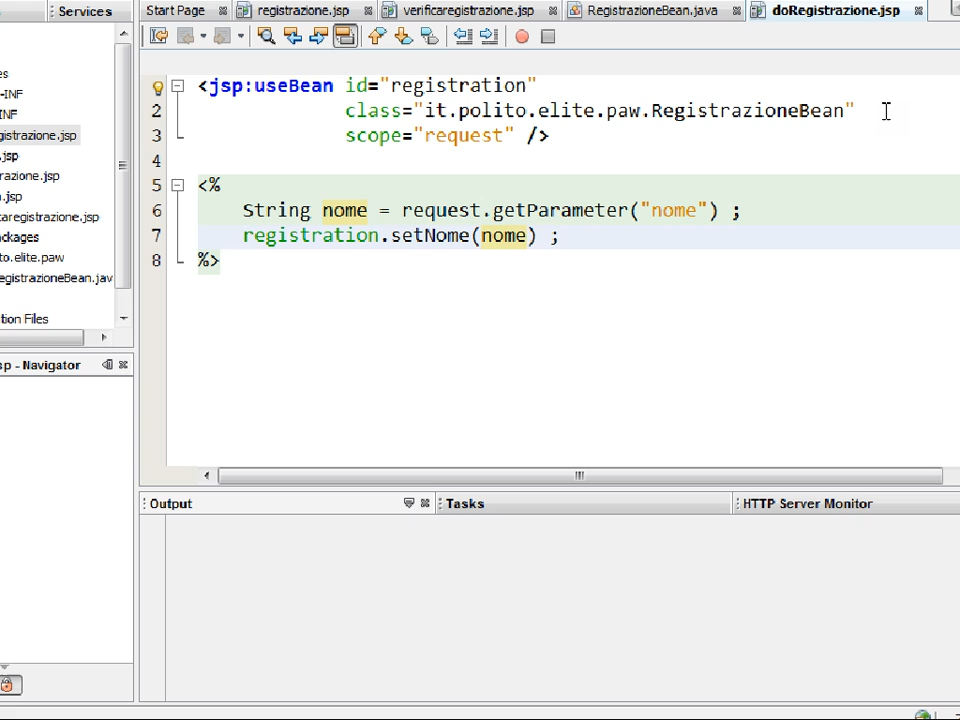 Services
Start Page
registrazione.jsp
verificaregistrazione.jsp
RegistrazioneBean.java
doRegistrazione.jsp
es
-INF
NF
gistrazione.jsp
.jsp
razione.jsp
a.jsp
caregistrazione.jsp
ackages
ito.elite.paw
egistrazioneBean.jav
tion Files
sp - Navigator
1 <jsp:useBean id="registration"
2 class="it.polito.elite.paw.RegistrazioneBean"
3 scope="request" />
4
5 <%
6 String nome = request.getParameter("nome") ;
7 registration.setNome(nome) ;
8 %>
Output
Tasks
HTTP Server Monitor